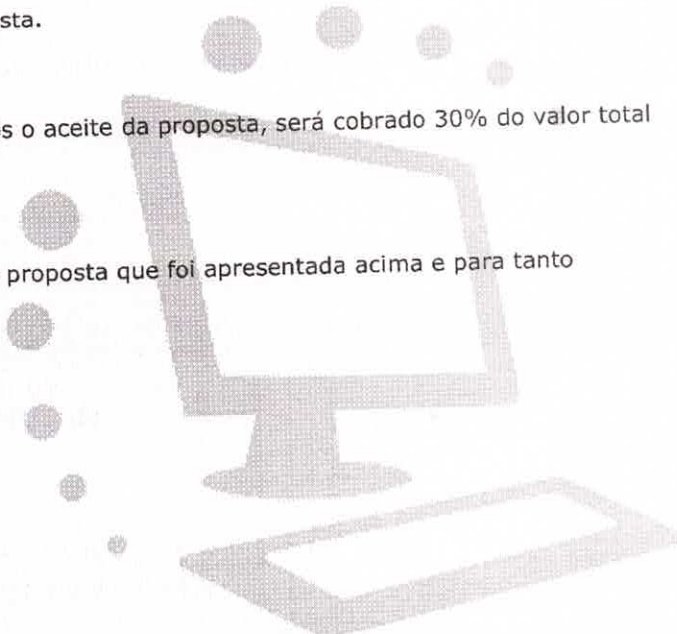 sta.
s o aceite da proposta, será cobrado 30% do valor total
proposta que foi apresentada acima e para tanto